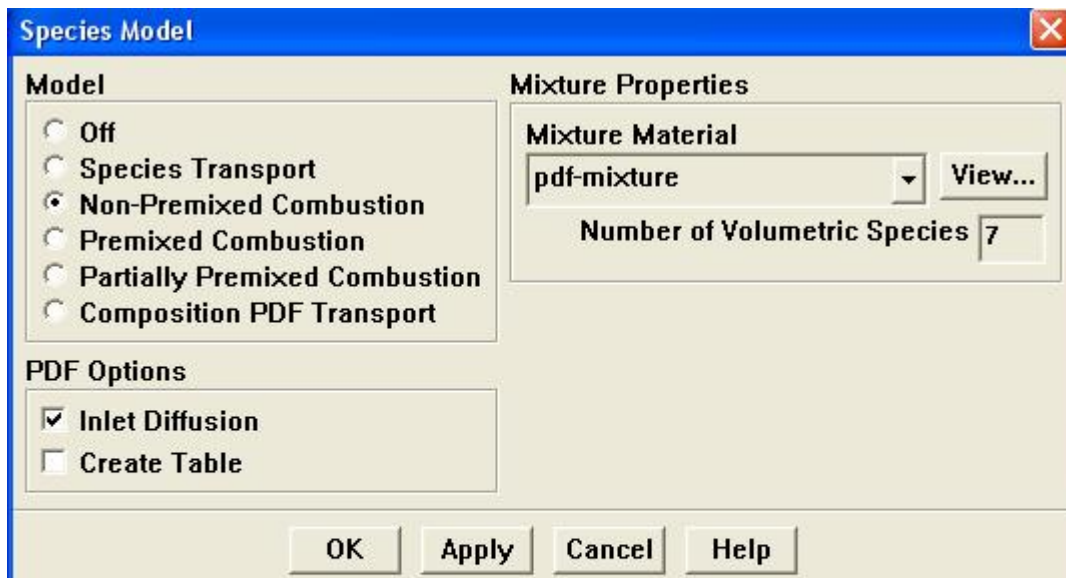 Species Model
Model
Off
Species Transport
Non-Premixed Combustion
Premixed Combustion
Partially Premixed Combustion
Composition PDF Transport
PDF Options
Inlet Diffusion
Create Table
Mixture Properties
Mixture Material
pdf-mixture
View...
Number of Volumetric Species 7
OK Apply Cancel Help